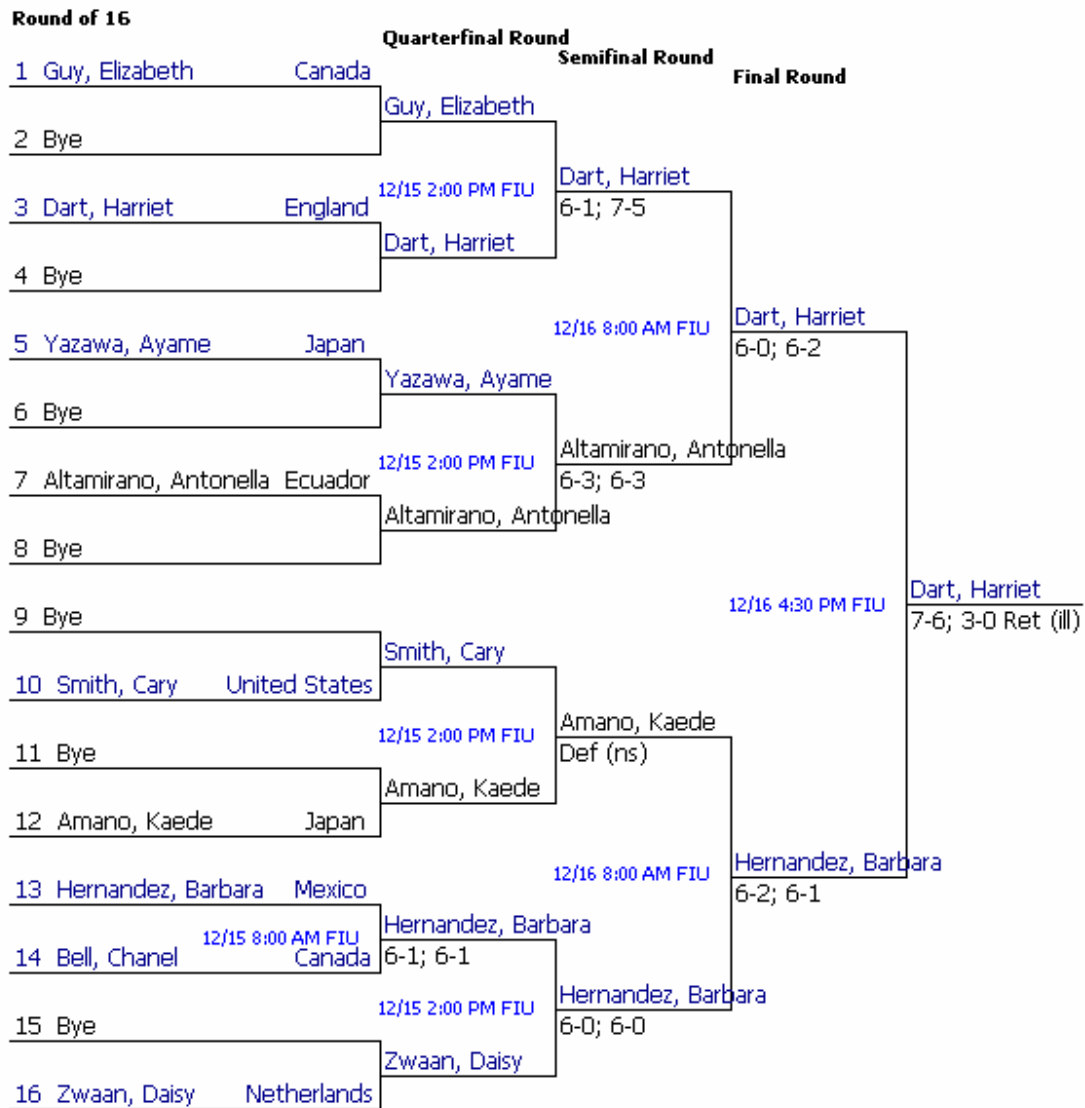 Round of 16
Quarterfinal Round
Semifinal Round
Final Round
1 Guy, Elizabeth Canada
Guy, Elizabeth
2 Bye
12/15 2:00 PM FIU
Dart, Harriet
6-1; 7-5
3 Dart, Harriet England
Dart, Harriet
4 Bye
12/16 8:00 AM FIU
Dart, Harriet
6-0; 6-2
5 Yazawa, Ayame Japan
Yazawa, Ayame
6 Bye
12/15 2:00 PM FIU
Altamirano, Antonella
6-3; 6-3
7 Altamirano, Antonella Ecuador
Altamirano, Antonella
8 Bye
12/16 4:30 PM FIU
Dart, Harriet
7-6; 3-0 Ret (ill)
9 Bye
Smith, Cary
10 Smith, Cary United States
12/15 2:00 PM FIU
Amano, Kaede
Def (ns)
11 Bye
Amano, Kaede
12 Amano, Kaede Japan
12/16 8:00 AM FIU
Hernandez, Barbara
6-2; 6-1
13 Hernandez, Barbara Mexico
12/15 8:00 AM FIU
Hernandez, Barbara
6-1; 6-1
14 Bell, Chanel Canada
12/15 2:00 PM FIU
Hernandez, Barbara
6-0; 6-0
15 Bye
Zwaan, Daisy
16 Zwaan, Daisy Netherlands